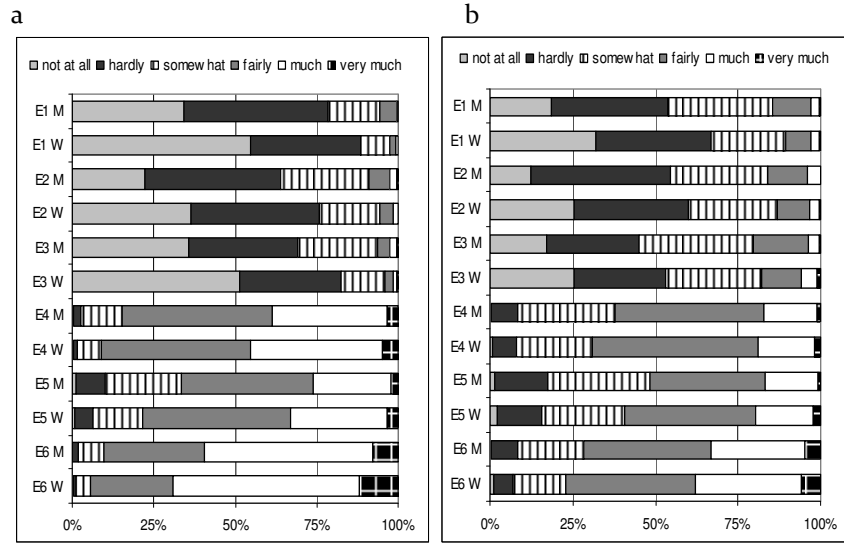 a
b
not at all hardly somewhat fairly much very much
E1 M
E1 W
E2 M
E2 W
E3 M
E3 W
E4 M
E4 W
E5 M
E5 W
E6 M
E6 W
0% 25% 50% 75% 100%
not at all hardly somewhat fairly much very much
E1 M
E1 W
E2 M
E2 W
E3 M
E3 W
E4 M
E4 W
E5 M
E5 W
E6 M
E6 W
0% 25% 50% 75% 100%